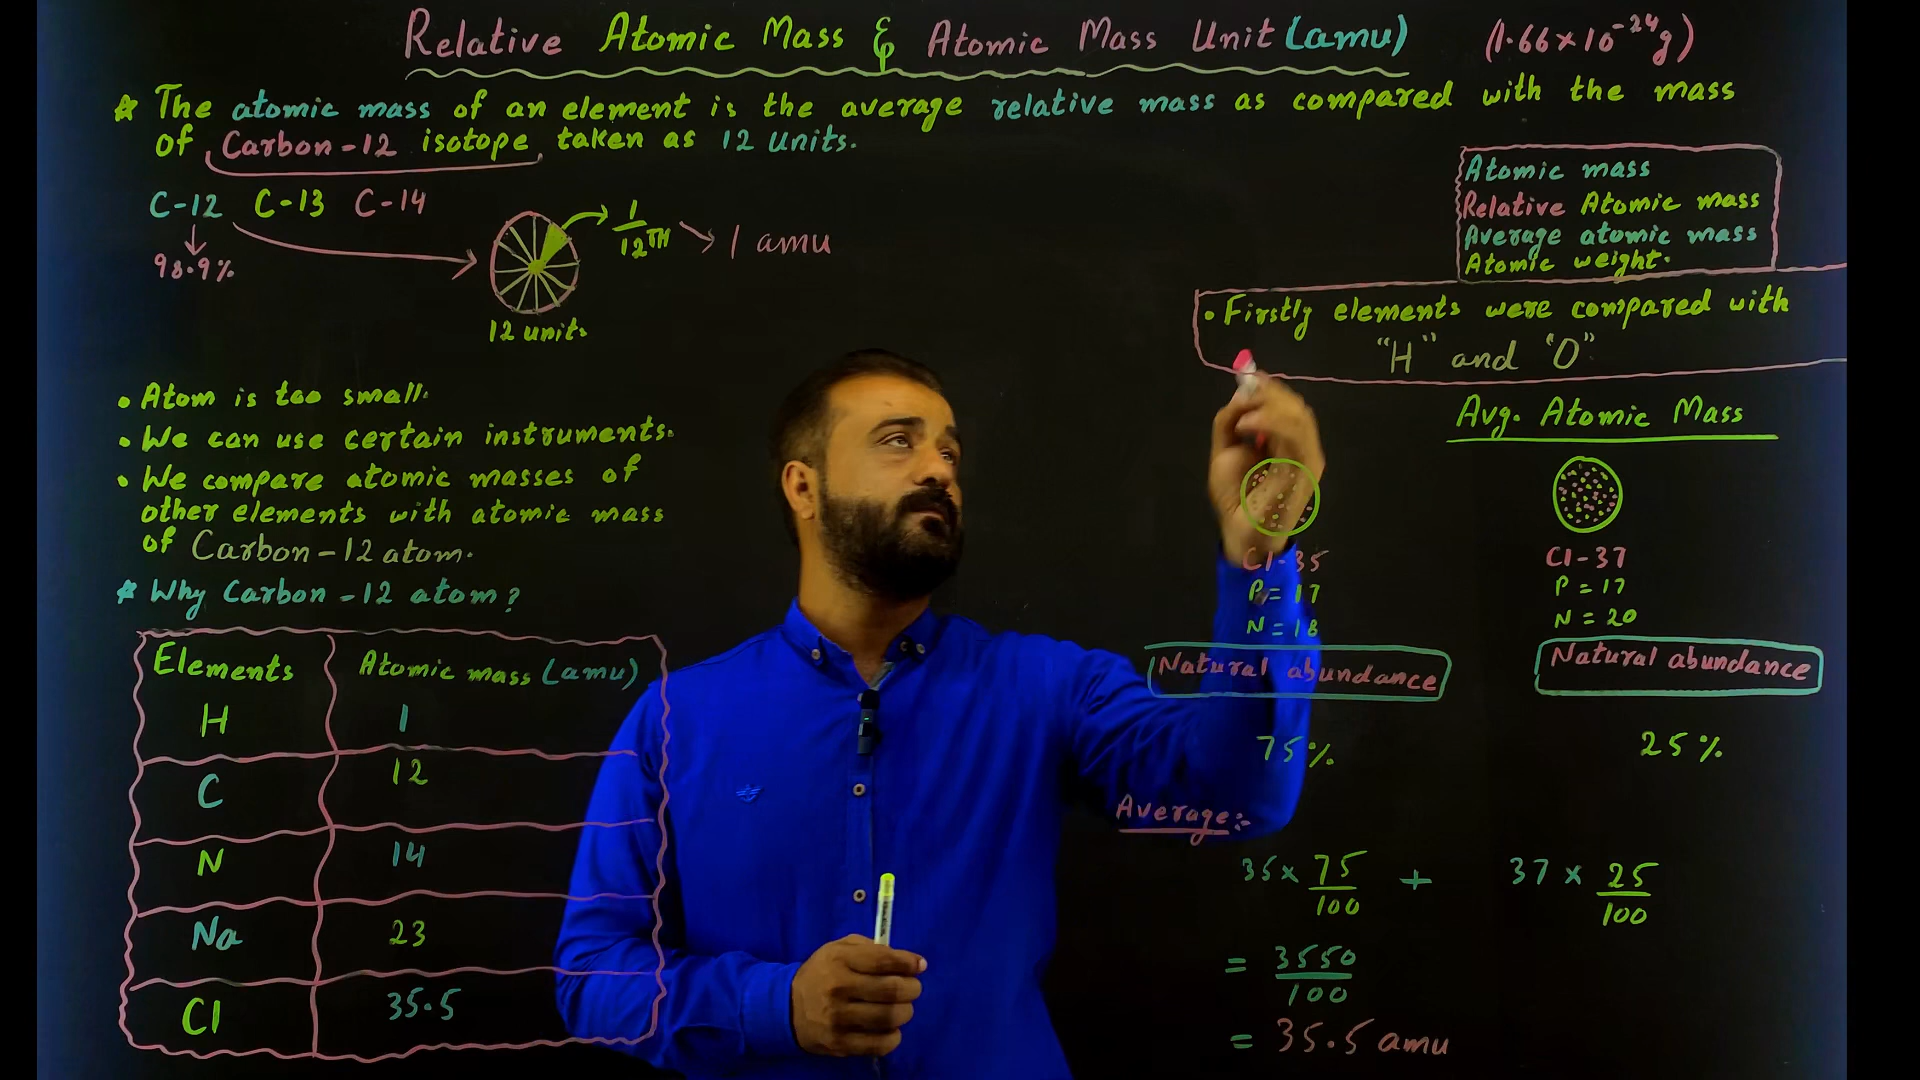 Relative Atomic Mass & Atomic Mass Unit (amu) (1.66×10⁻²⁴g)
* The atomic mass of an element is the average relative mass as compared with the mass
of Carbon-12 isotope taken as 12 units.
C-12 C-13 C-14
98.9%
1/12TH
1 amu
12 units
Atomic mass
Relative Atomic mass
Average atomic mass
Atomic weight.
• Firstly elements were compared with
"H" and "O"
• Atom is too small.
• We can use certain instruments.
• We compare atomic masses of
other elements with atomic mass
of Carbon-12 atom.
* Why Carbon-12 atom?
Elements Atomic mass (amu)
H 1
C 12
N 14
Na 23
Cl 35.5
Avg. Atomic Mass
Cl-35 Cl-37
P = 17 P = 17
N = 18 N = 20
Natural abundance Natural abundance
75% 25%
Average:-
35 × 75/100 + 37 × 25/100
= 3550/100
= 35.5 amu